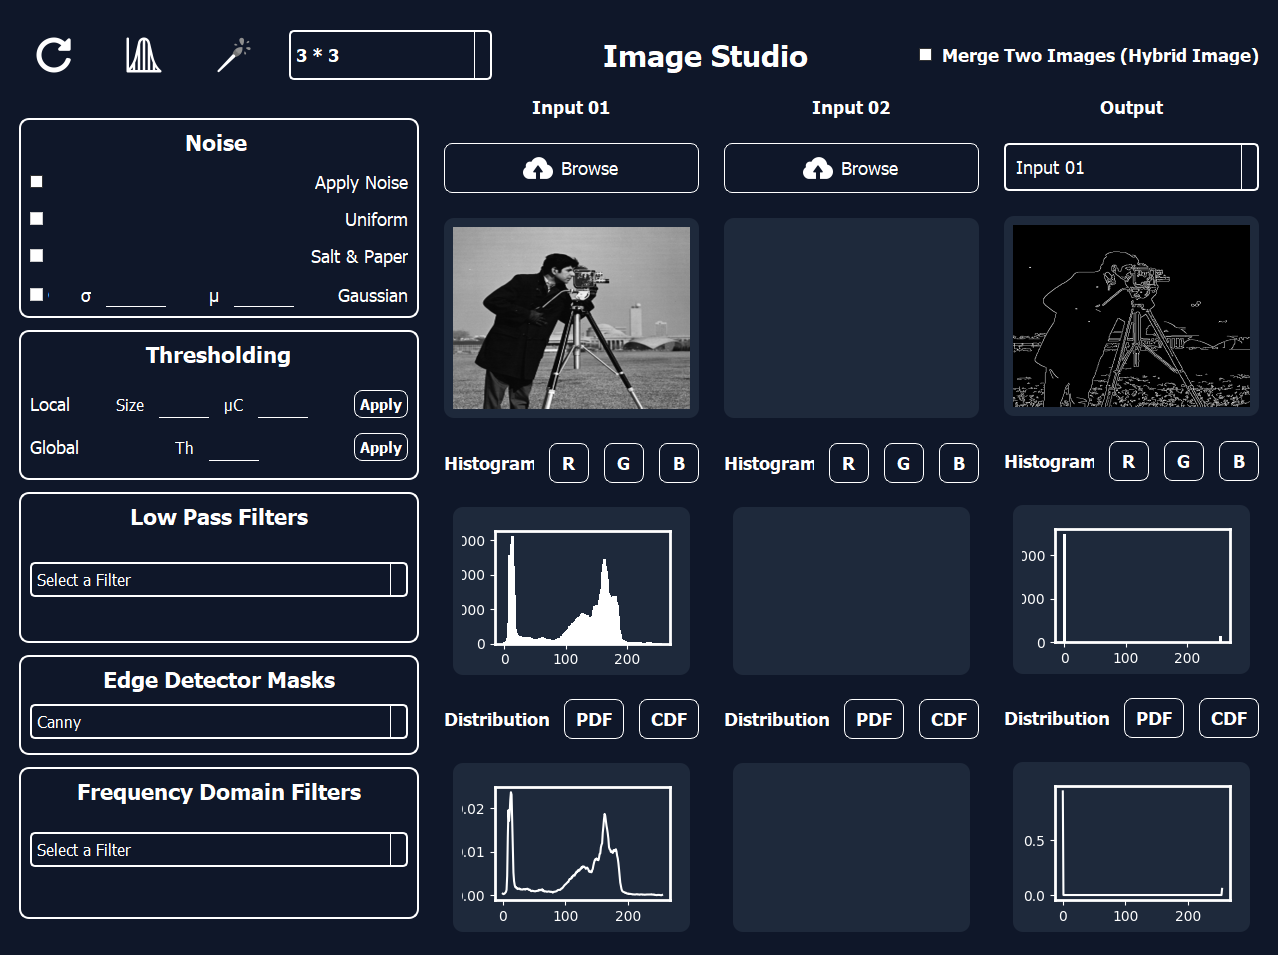 3 * 3
Image Studio
Merge Two Images (Hybrid Image)
Noise
Apply Noise
Uniform
Salt & Paper
σ μ Gaussian
Thresholding
Local Size μC Apply
Global Th Apply
Low Pass Filters
Select a Filter
Edge Detector Masks
Canny
Frequency Domain Filters
Select a Filter
Input 01
Browse
Histogram R G B
000
000
000
0
0 100 200
Distribution PDF CDF
.02
.01
.00
0 100 200
Input 02
Browse
Histogram R G B
Distribution PDF CDF
Output
Input 01
Histogram R G B
000
000
0
0 100 200
Distribution PDF CDF
0.5
0.0
0 100 200